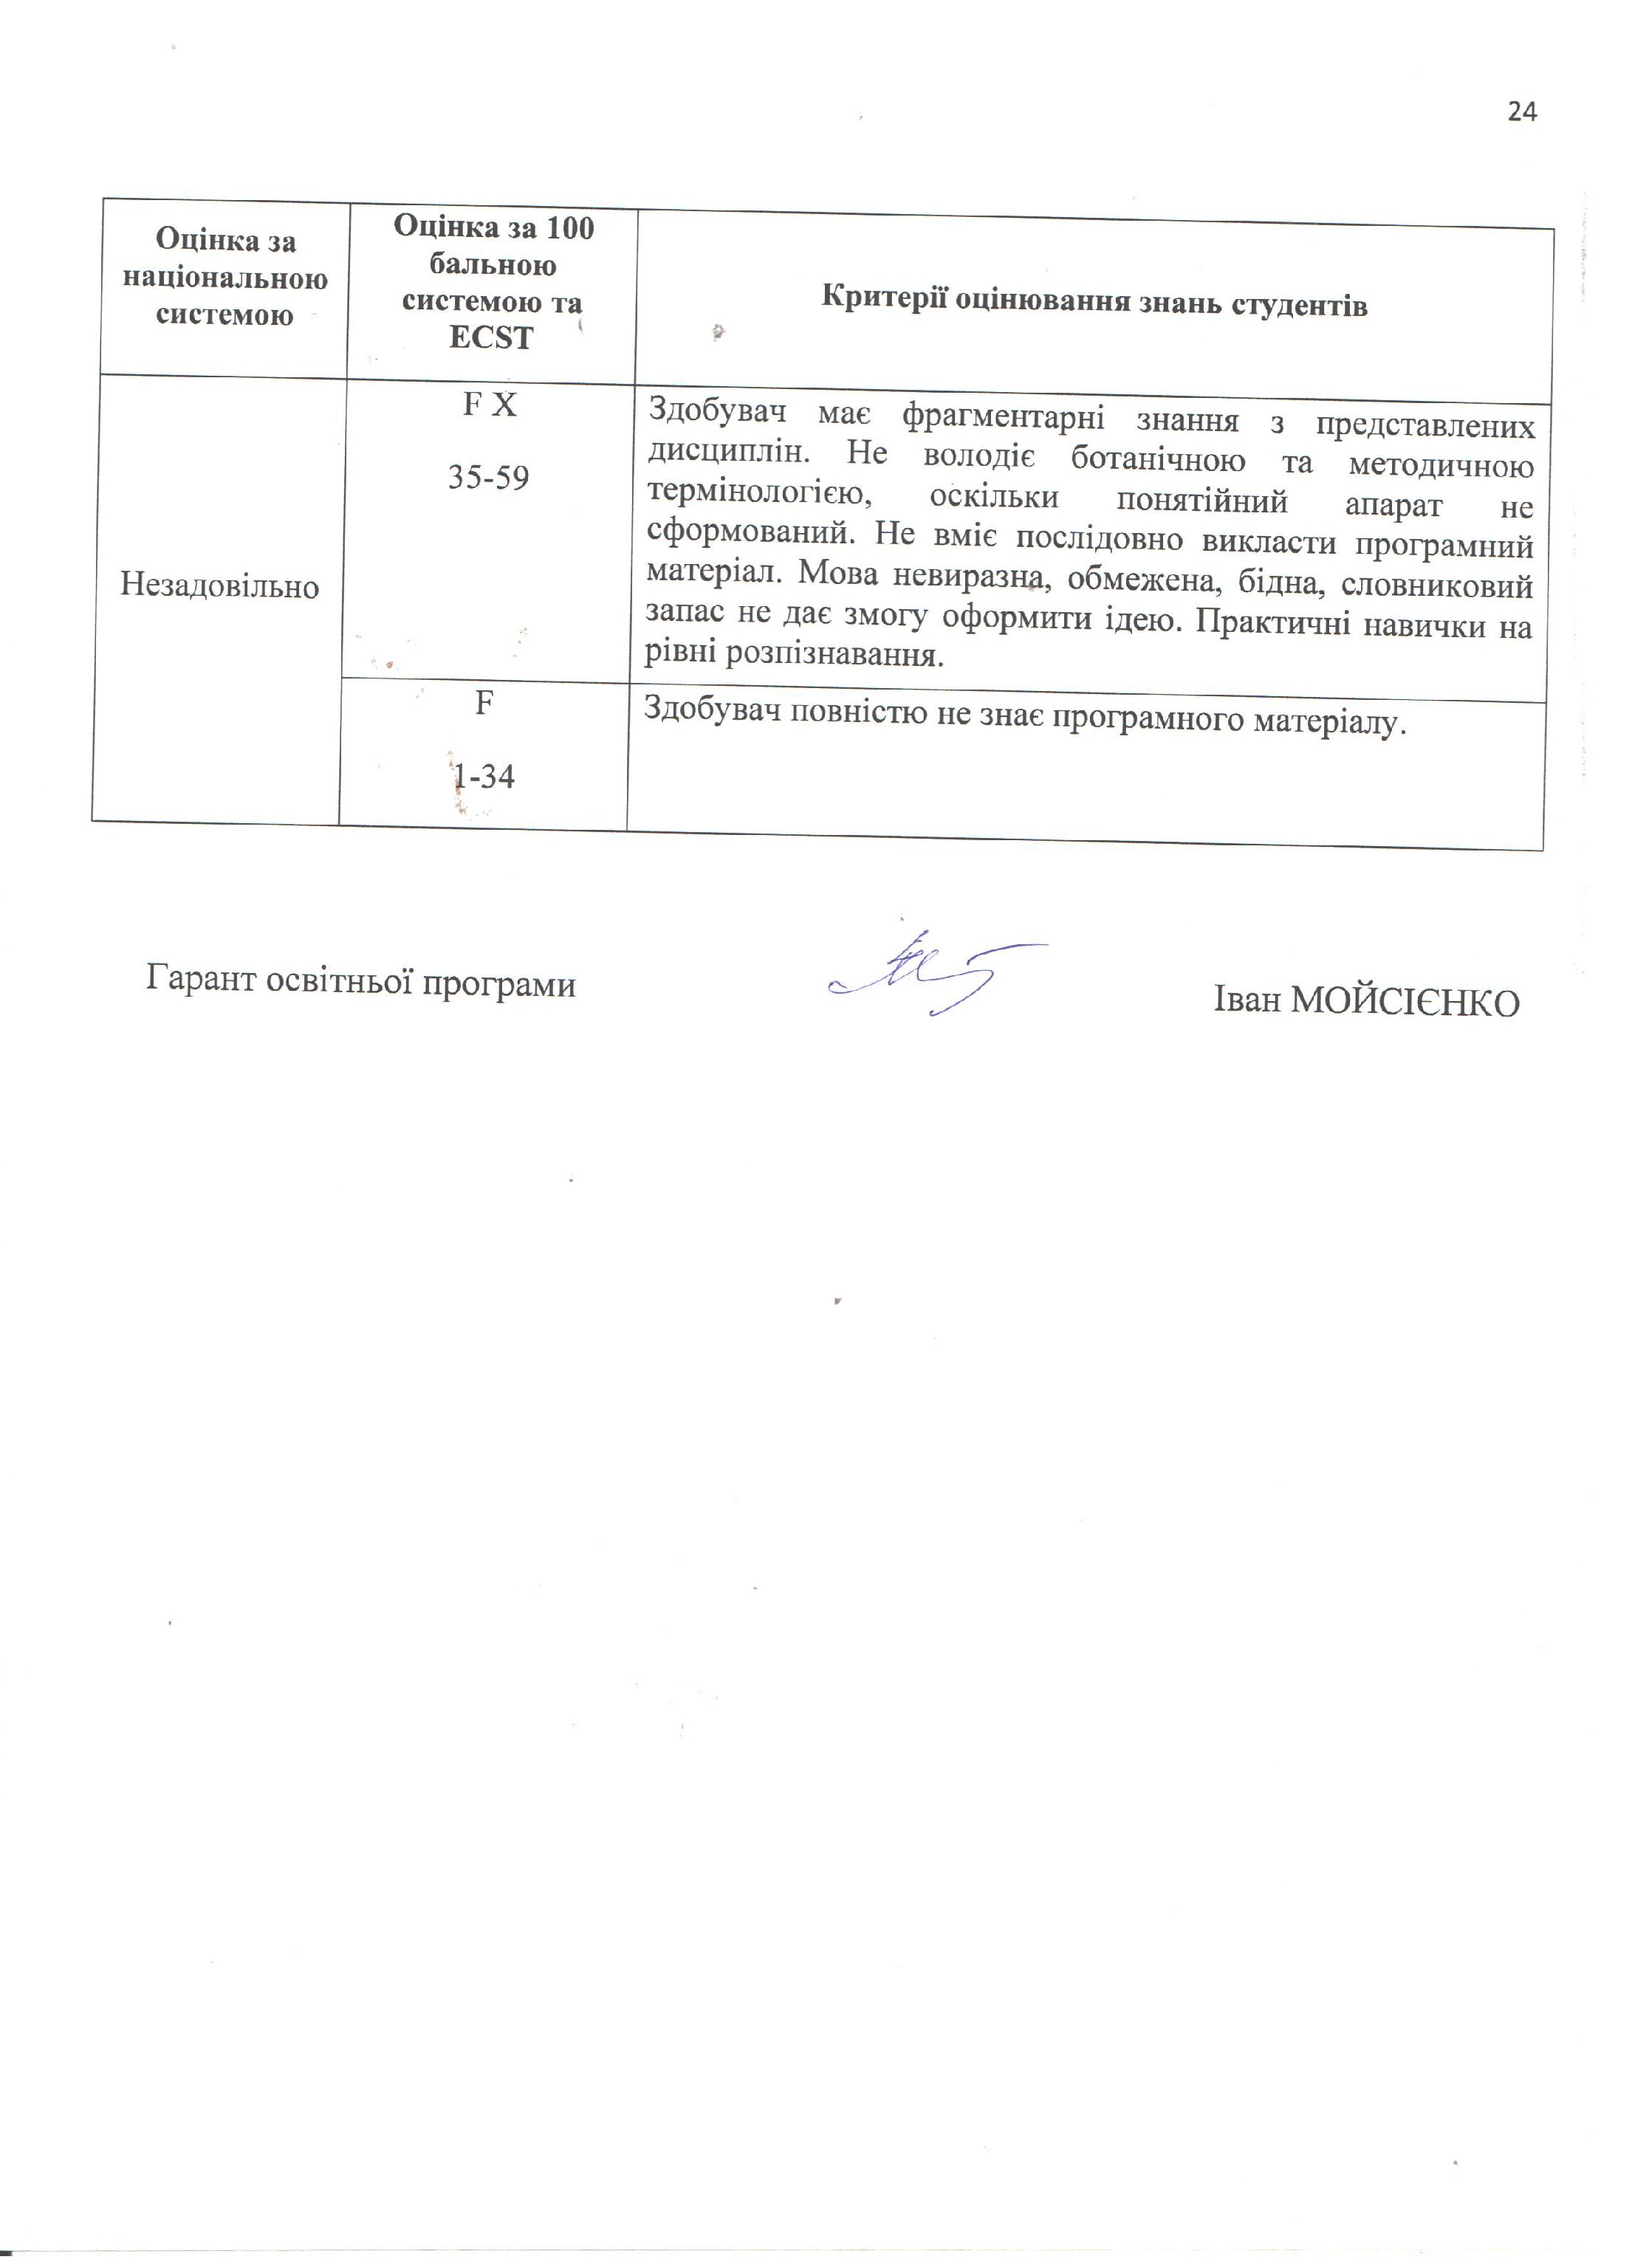 24
Оцінка за
національною
системою
Оцінка за 100
бальною
системою та
ECST
Критерії оцінювання знань студентів
Незадовільно
F X
35-59
Здобувач має фрагментарні знання з представлених
дисциплін. Не володіє ботанічною та методичною
термінологією, оскільки понятійний апарат не
сформований. Не вміє послідовно викласти програмний
матеріал. Мова невиразна, обмежена, бідна, словниковий
запас не дає змогу оформити ідею. Практичні навички на
рівні розпізнавання.
F
1-34
Здобувач повністю не знає програмного матеріалу.
Гарант освітньої програми
Іван МОЙСІЄНКО